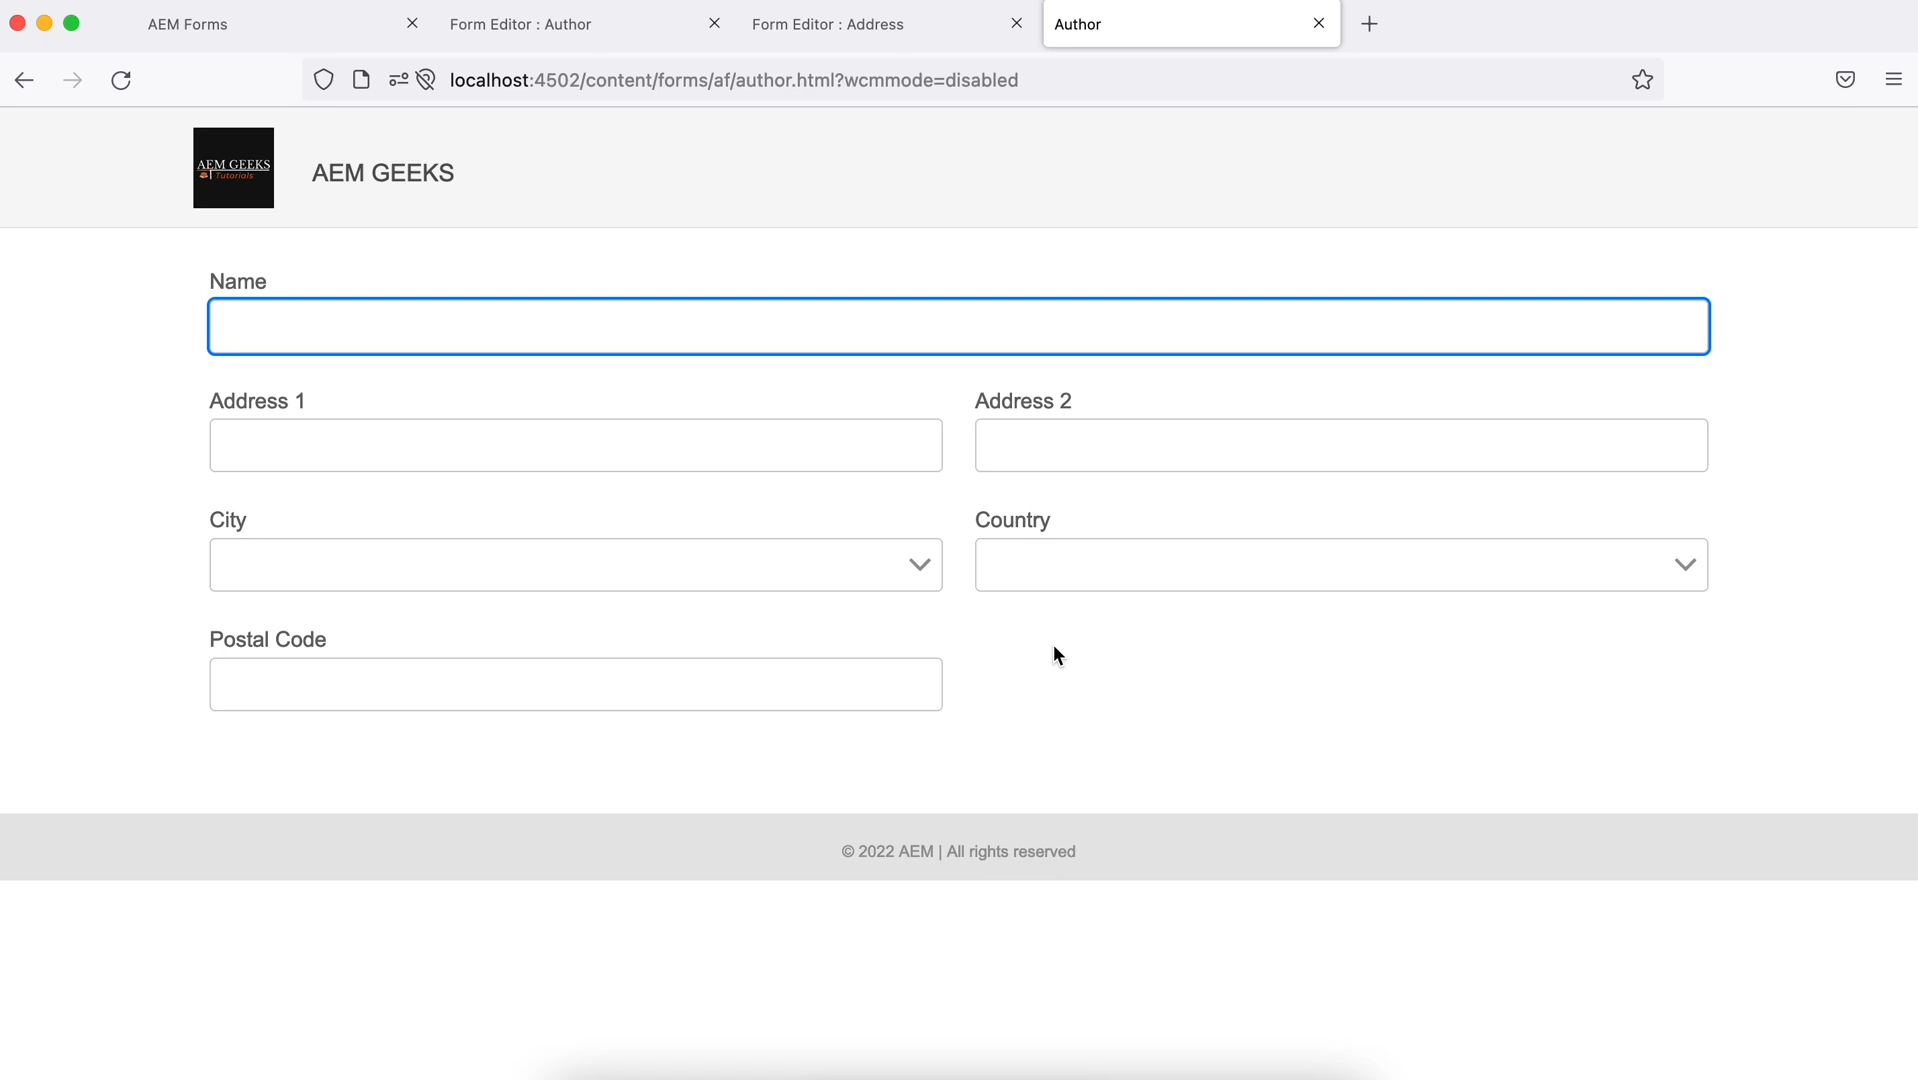 AEM Forms
Form Editor : Author
Form Editor : Address
Author
localhost:4502/content/forms/af/author.html?wcmmode=disabled
AEM GEEKS
Tutorials
AEM GEEKS
Name
Address 1
Address 2
City
Country
Postal Code
© 2022 AEM | All rights reserved